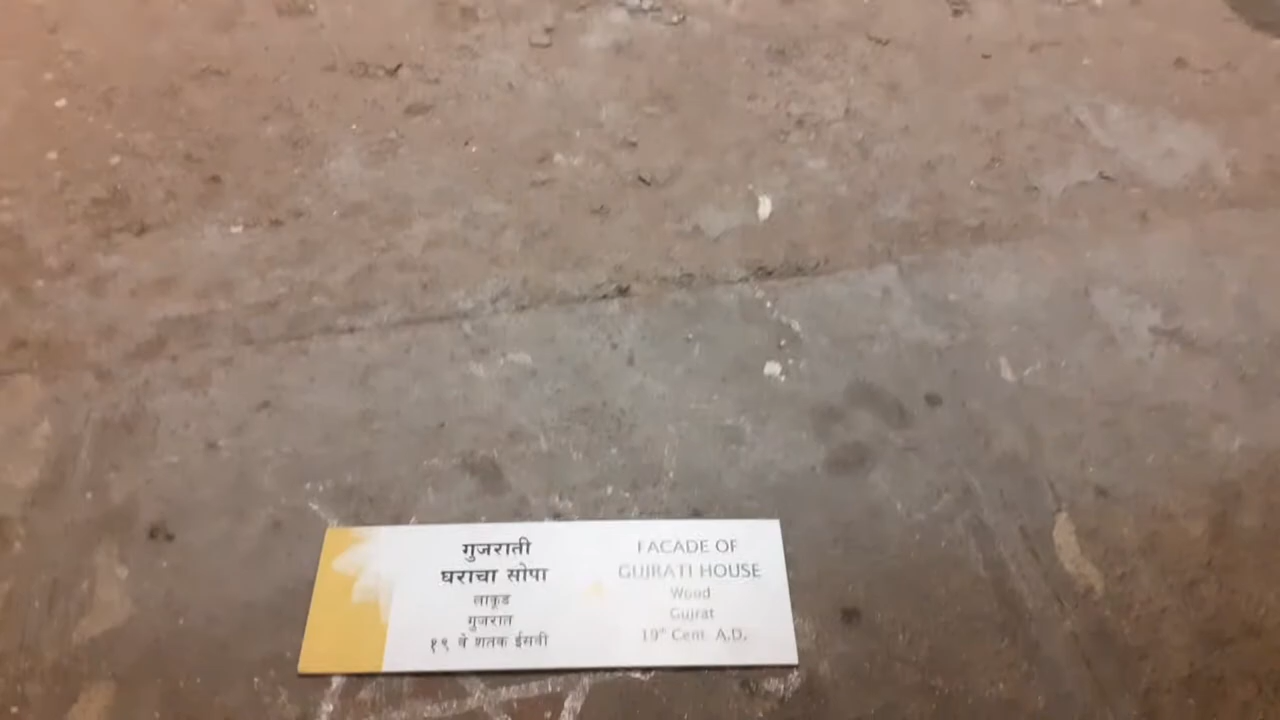 गुजराती
घराचा सोपा
लाकूड
गुजरात
१९ वे शतक ईसवी
FACADE OF
GUJRATI HOUSE
Wood
Gujrat
19th Cent. A.D.